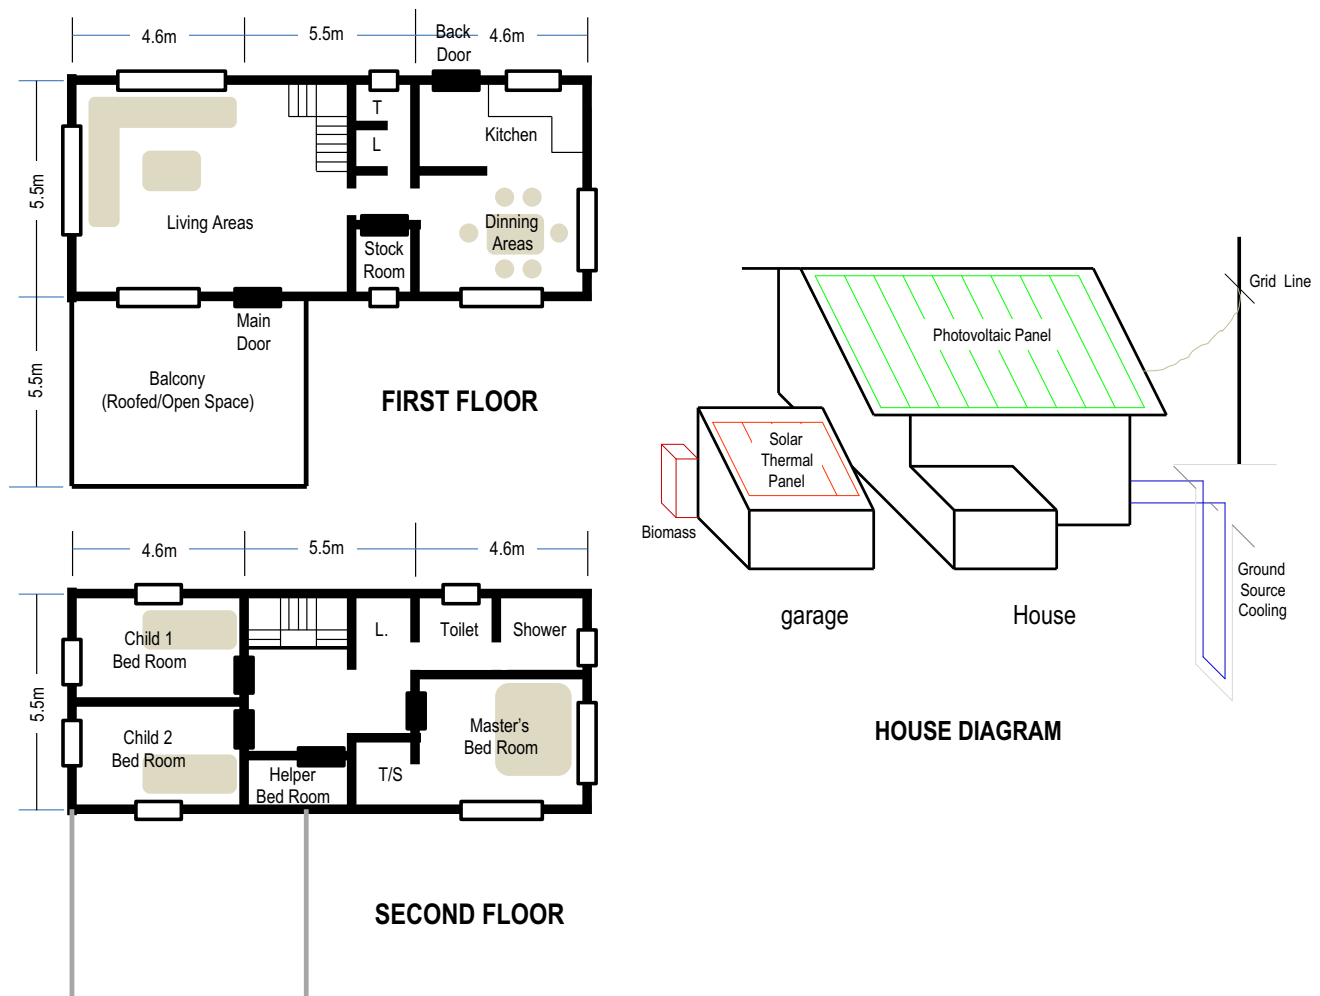 4.6m
5.5m
4.6m
Back
Door
5.5m
5.5m
T
L
Kitchen
Living Areas
Dinning
Areas
Stock
Room
Main
Door
Balcony
(Roofed/Open Space)
FIRST FLOOR
4.6m
5.5m
4.6m
5.5m
Child 1
Bed Room
L.
Toilet
Shower
Child 2
Bed Room
Master's
Bed Room
Helper
Bed Room
T/S
SECOND FLOOR
Grid Line
Photovoltaic Panel
Solar
Thermal
Panel
Biomass
Ground
Source
Cooling
garage
House
HOUSE DIAGRAM